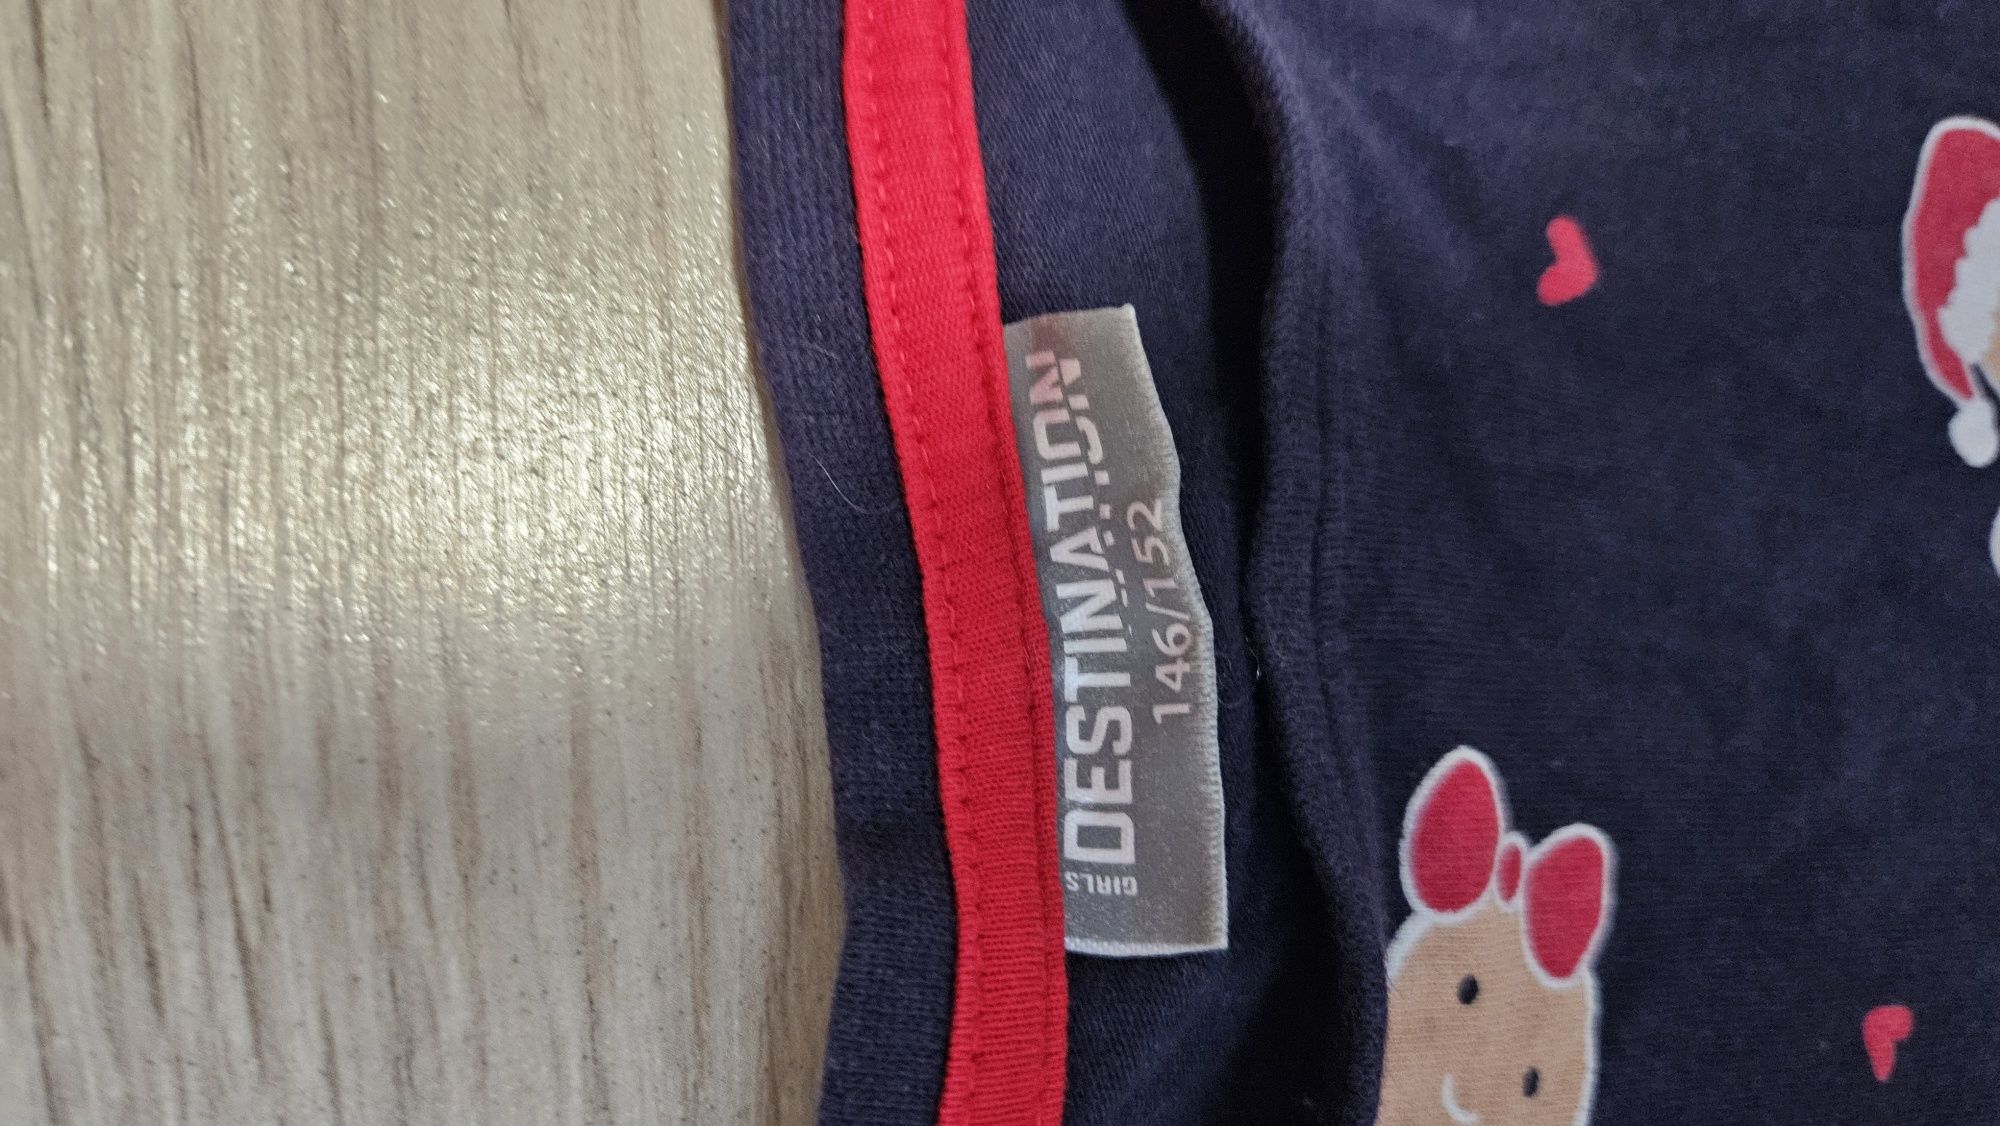 GIRLS
DESTINATION
146/152